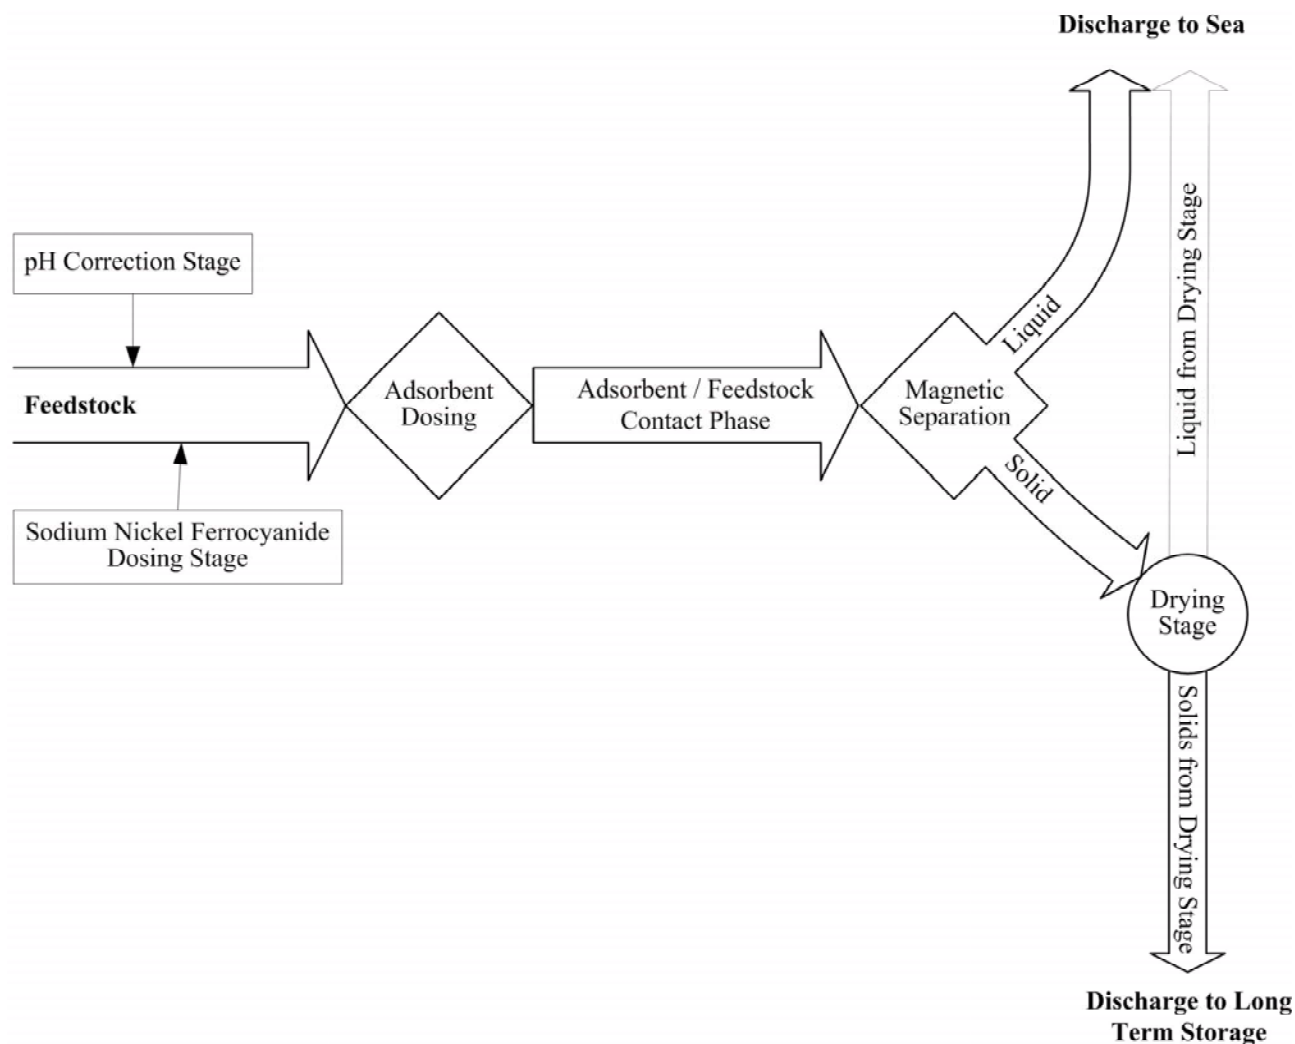 Discharge to Sea
pH Correction Stage
Feedstock
Sodium Nickel Ferrocyanide
Dosing Stage
Adsorbent
Dosing
Adsorbent / Feedstock
Contact Phase
Magnetic
Separation
Liquid
Solid
Liquid from Drying Stage
Drying
Stage
Solids from Drying Stage
Discharge to Long
Term Storage